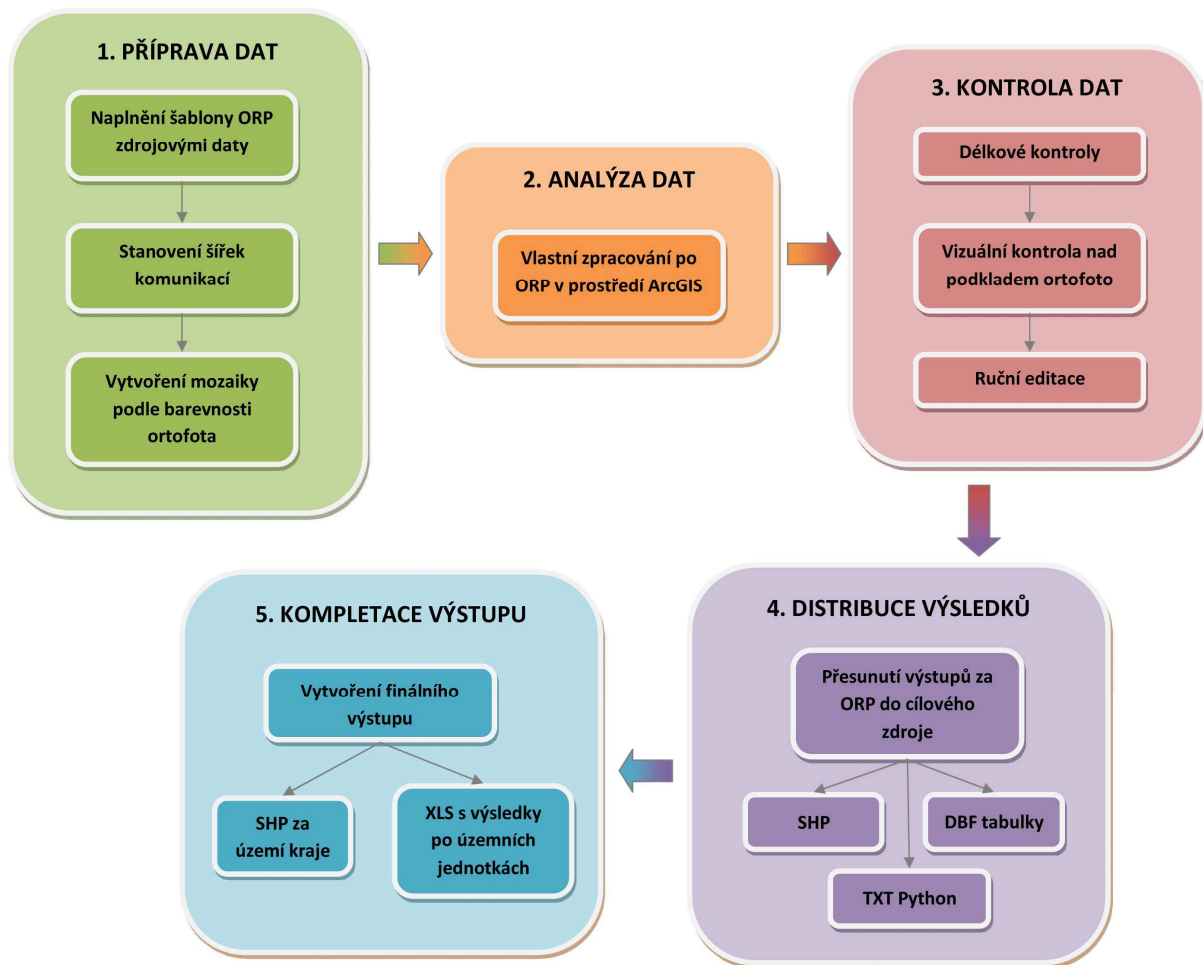 1. PŘÍPRAVA DAT
Naplnění šablony ORP
zdrojovými daty
Stanovení šířek
komunikací
Vytvoření mozaiky
podle barevnosti
ortofota
2. ANALÝZA DAT
Vlastní zpracování po
ORP v prostředí ArcGIS
3. KONTROLA DAT
Délkové kontroly
Vizuální kontrola nad
podkladem ortofoto
Ruční editace
4. DISTRIBUCE VÝSLEDKŮ
Přesunutí výstupů za
ORP do cílového
zdroje
SHP
DBF tabulky
TXT Python
5. KOMPLETACE VÝSTUPU
Vytvoření finálního
výstupu
SHP za
území kraje
XLS s výsledky
po územních
jednotkách